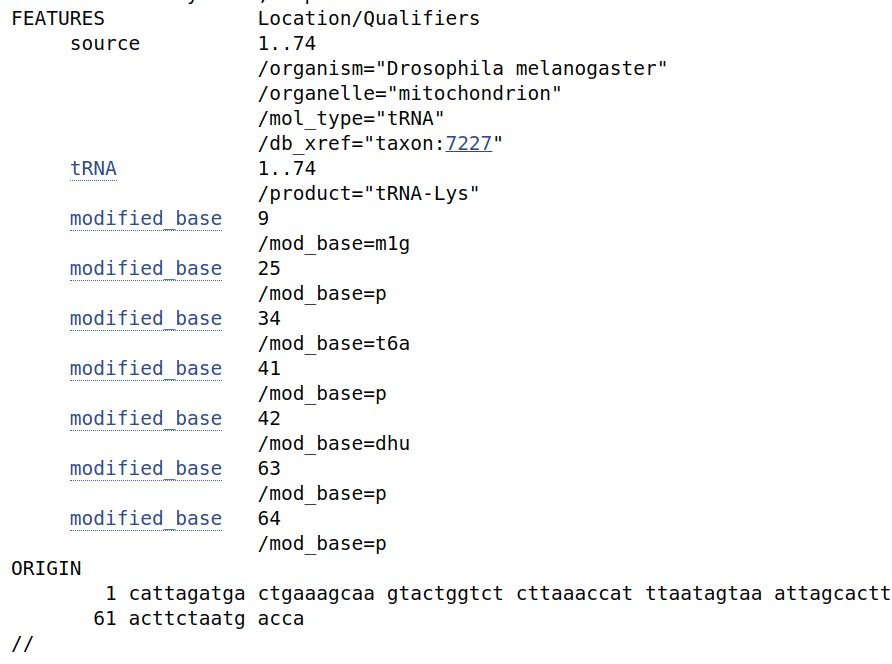 FEATURES Location/Qualifiers
source 1..74
/organism="Drosophila melanogaster"
/organelle="mitochondrion"
/mol_type="tRNA"
/db_xref="taxon:7227"
tRNA 1..74
/product="tRNA-Lys"
modified_base 9
/mod_base=m1g
modified_base 25
/mod_base=p
modified_base 34
/mod_base=t6a
modified_base 41
/mod_base=p
modified_base 42
/mod_base=dhu
modified_base 63
/mod_base=p
modified_base 64
/mod_base=p
ORIGIN
1 cattagatga ctgaaagcaa gtactggtct cttaaaccat ttaatagtaa attagcactt
61 acttctaatg acca
//